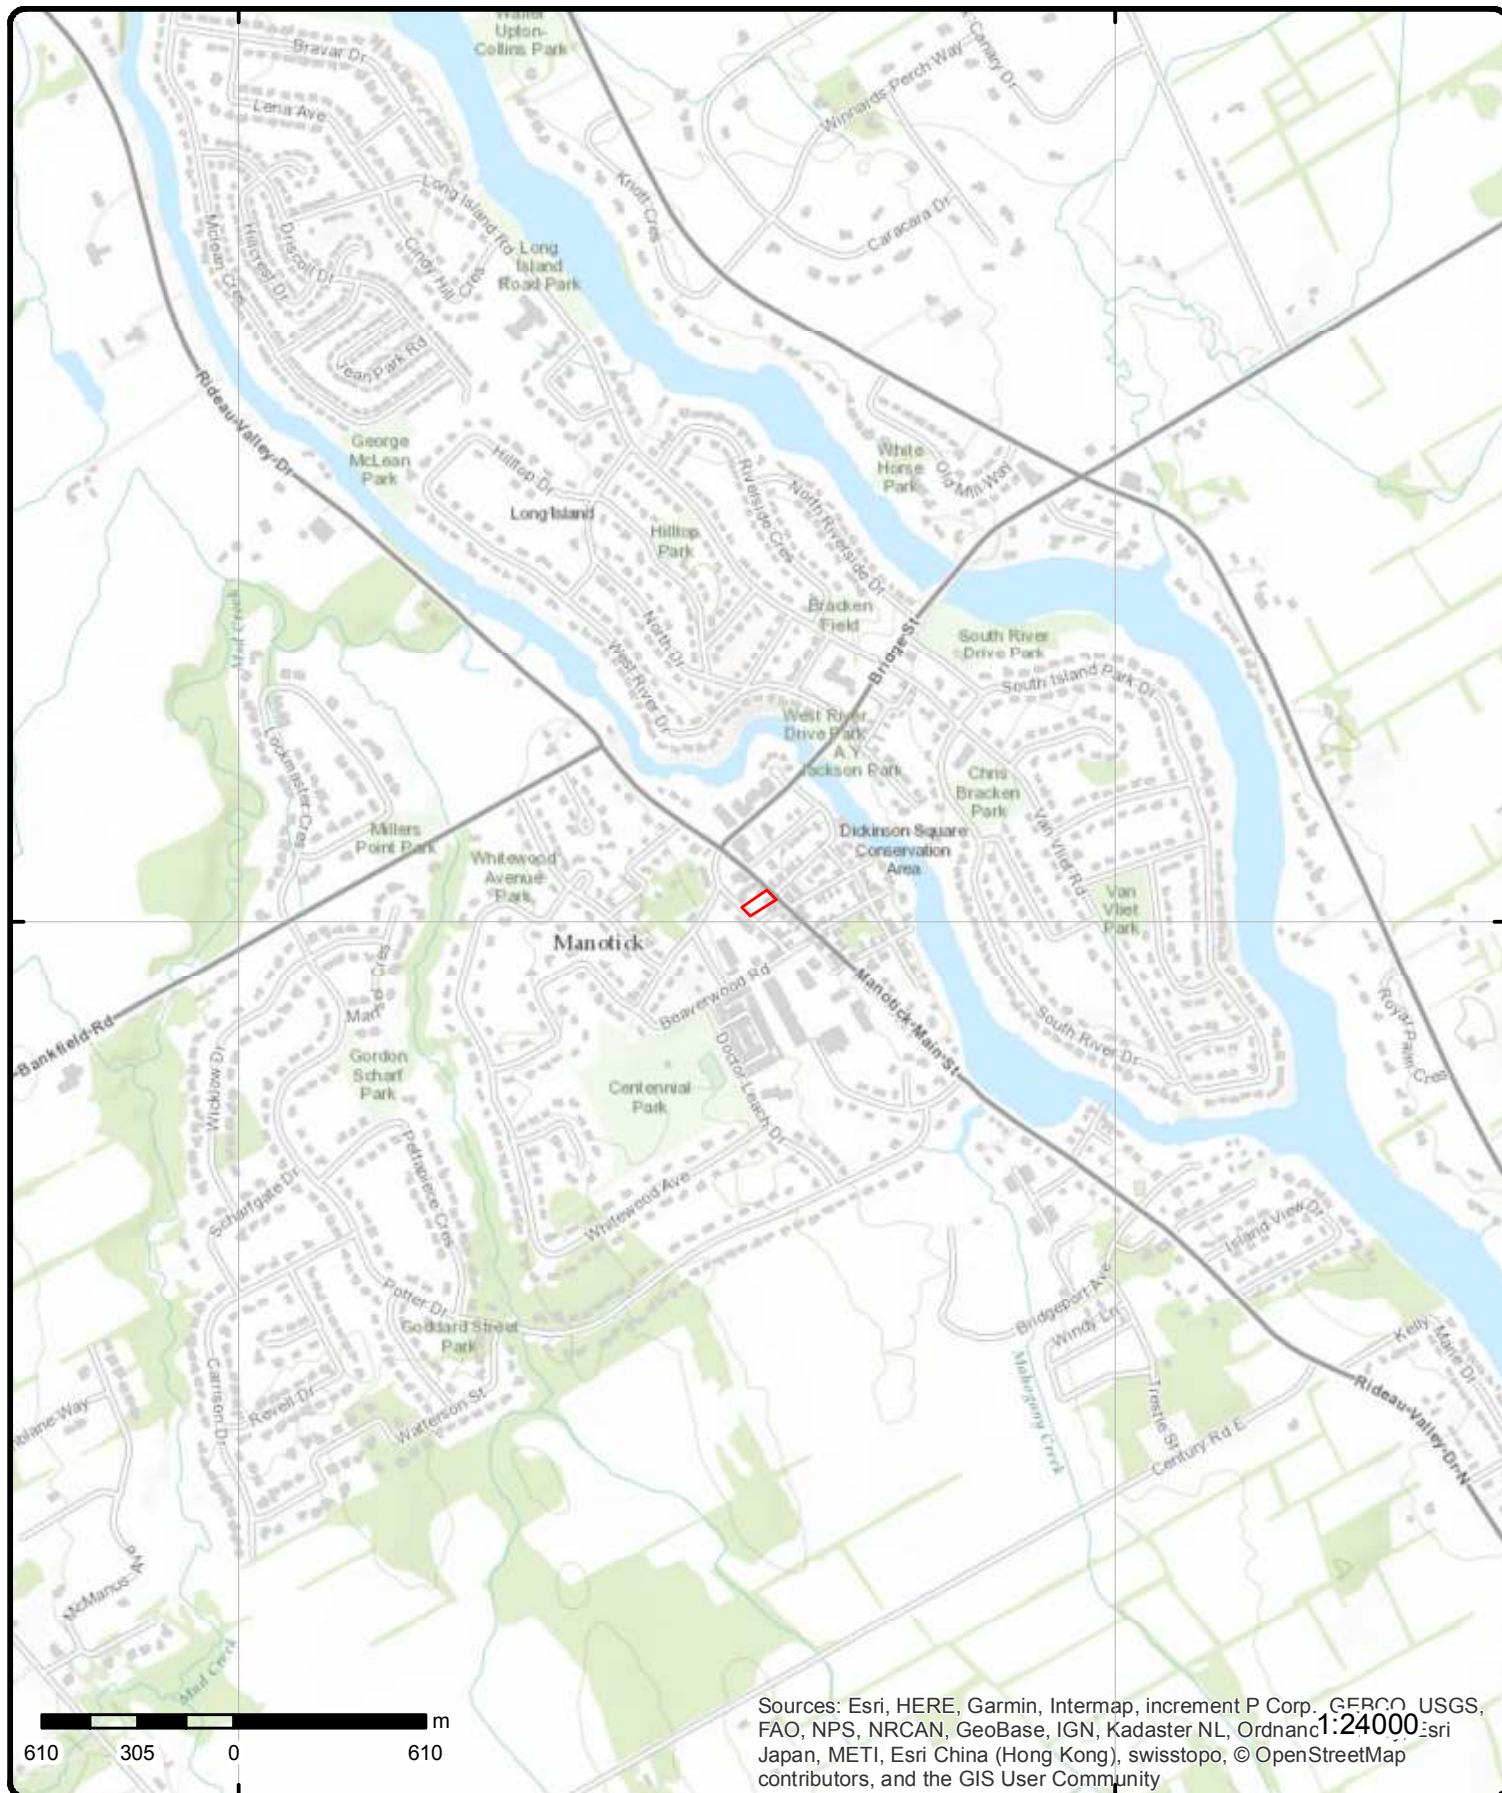 Walter
Upton-
Collins Park
Bravar Dr
Lena Ave
Canary Dr
Winnards Perch Way
Knott Cres
Long Island Rd
Caracara Dr
Mclean Cres
Hillcrest Dr
Driscoll Dr
Cindy Hill
Cres
Long
Island
Road Park
Jean Park Rd
Rideau Valley Dr
George
McLean
Park
Hilltop Dr
Long Island
White
Horse
Park
Old Mill Way
Riverside Cres
North Riverside Dr
Hilltop
Park
Mud Creek
Bracken
Field
North Dr
West River Dr
Bridge St
South River
Drive Park
South Island Park Dr
West River
Drive Park
A Y
Jackson Park
Lockmaster Cres
Chris
Bracken
Park
Van Vliet Rd
Millers
Point Park
Whitewood
Avenue
Park
Dickinson Square
Conservation
Area
Van
Vliet
Park
Manotick
Beaverwood Rd
Manotick Main St
Bankfield Rd
Gordon
Scharf
Park
Wicklow Dr
Centennial
Park
Doctor Leach Dr
South River Dr
Royal Palm Cres
Scharfgate Dr
Pettapiece Cres
Whitewood Ave
Island View Dr
Potter Dr
Goddard Street
Park
Bridgeport Ave
Windy Ln
Kelly
Marie Dr
Mahogany Creek
Trestle St
Century Rd E
Rideau Valley Dr N
Carrison Dr
Revell Dr
Watterson St
blane Way
McManus
Mud Creek
m
610 305 0 610
Sources: Esri, HERE, Garmin, Intermap, increment P Corp., GEBCO, USGS,
FAO, NPS, NRCAN, GeoBase, IGN, Kadaster NL, Ordnanc
1:24000
Esri
Japan, METI, Esri China (Hong Kong), swisstopo, © OpenStreetMap
contributors, and the GIS User Community